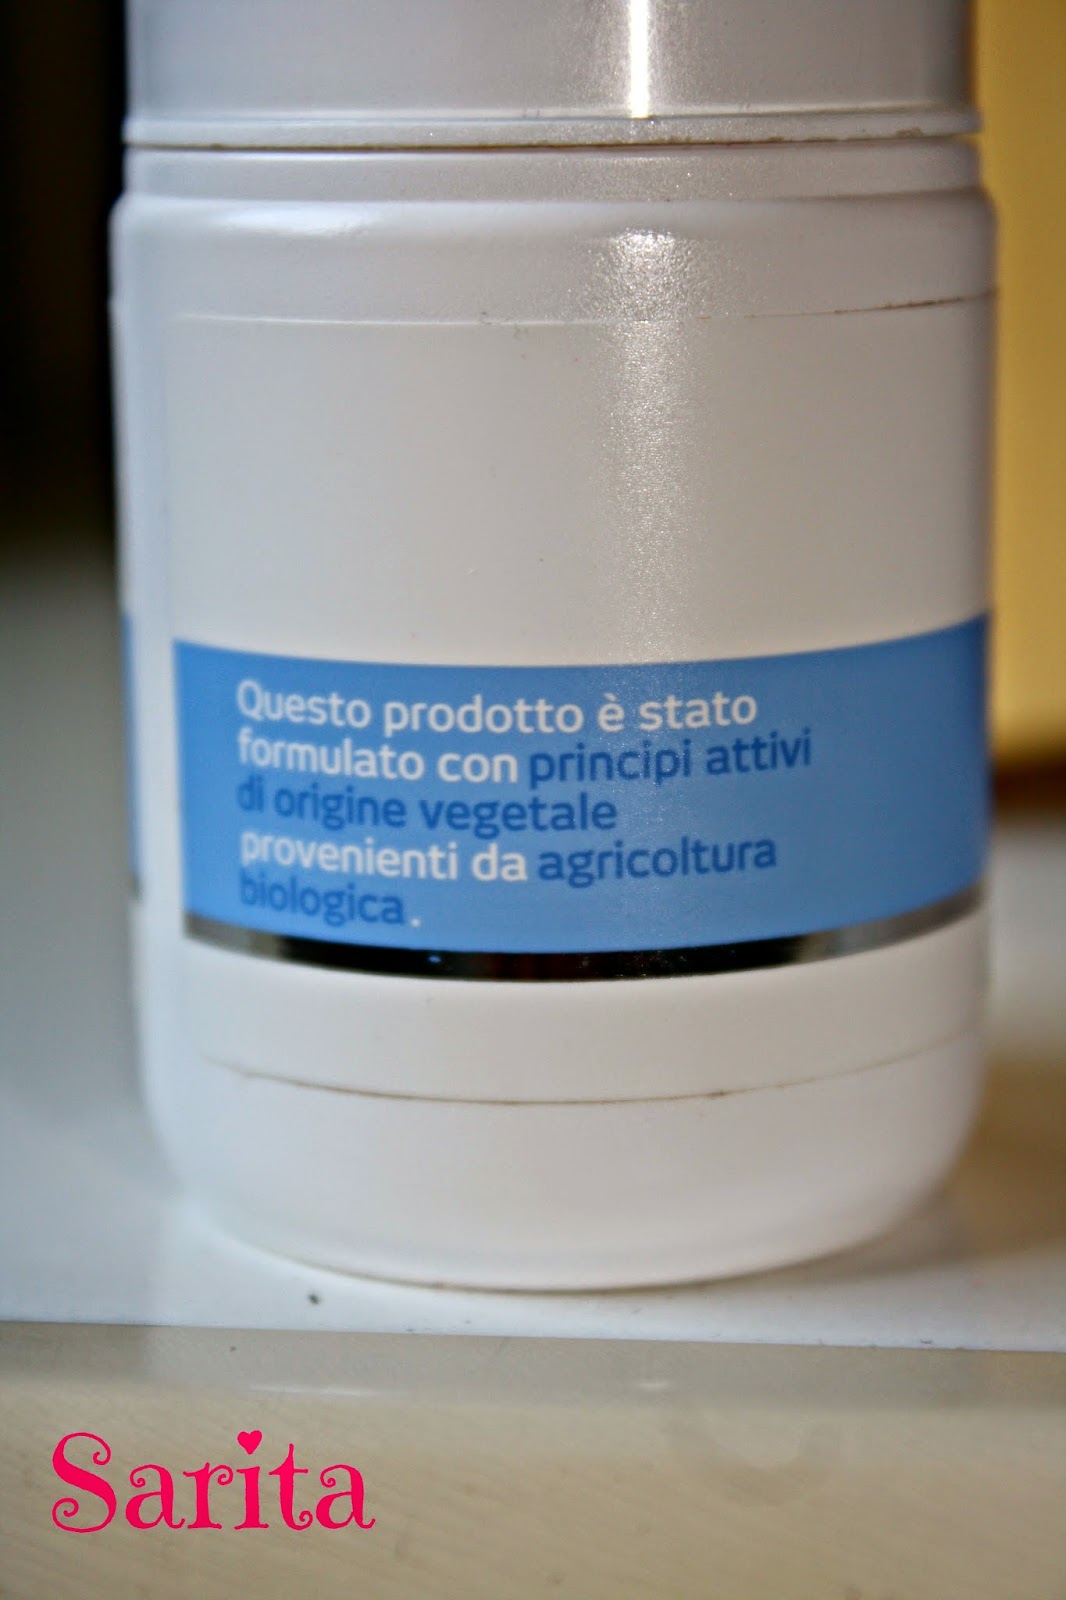 Questo prodotto è stato
formulato con principi attivi
di origine vegetale
provenienti da agricoltura
biologica.
Sarita